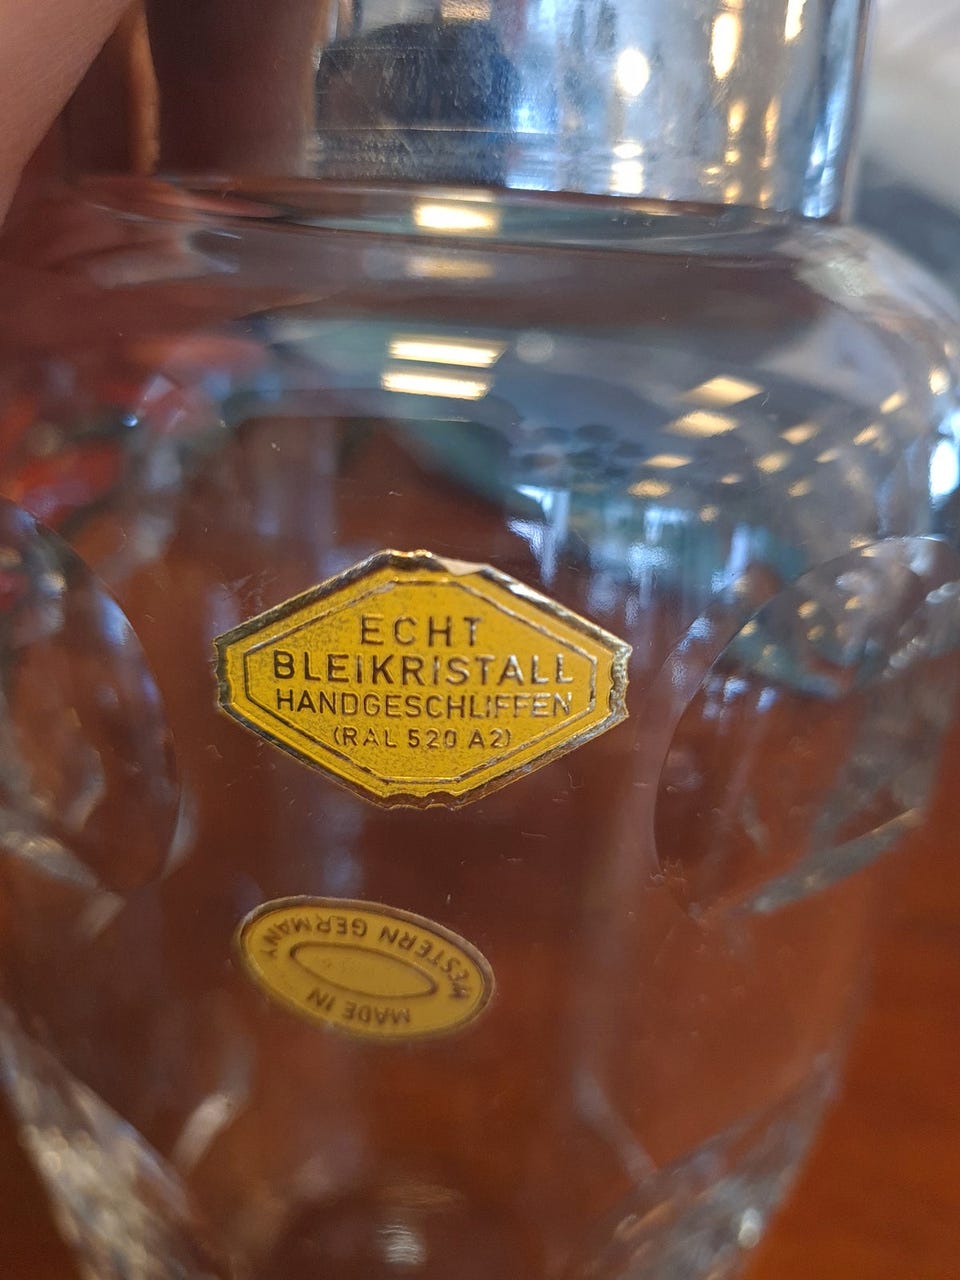 ECHT
BLEIKRISTALL
HANDGESCHLIFFEN
(RAL 520 A2)
MADE IN
WESTERN GERMANY